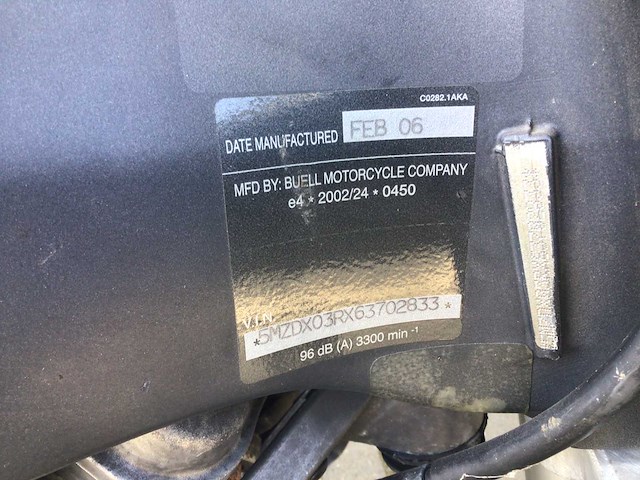 C0282.1AKA
DATE MANUFACTURED FEB 06
MFD BY: BUELL MOTORCYCLE COMPANY
e4 * 2002/24 * 0450
V.I.N.
*5MZDX03RX63702833*
96 dB (A) 3300 min -1